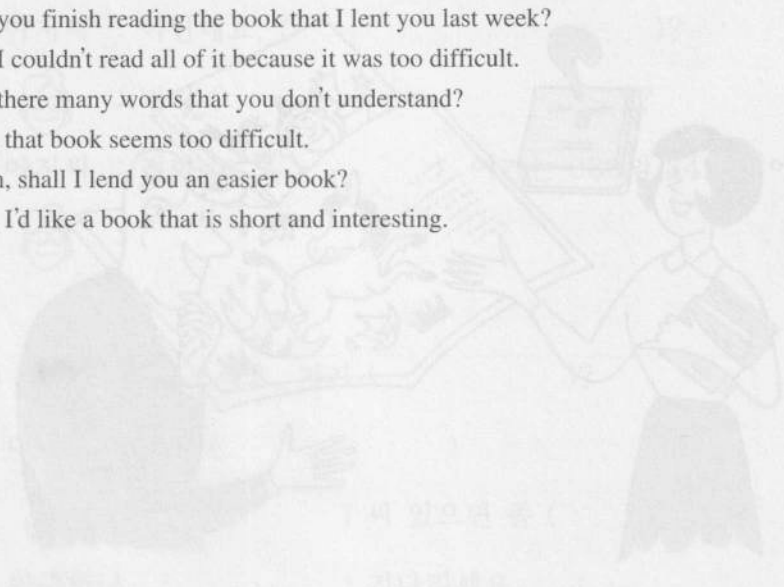 you finish reading the book that I lent you last week?
I couldn't read all of it because it was too difficult.
there many words that you don't understand?
that book seems too difficult.
, shall I lend you an easier book?
I'd like a book that is short and interesting.